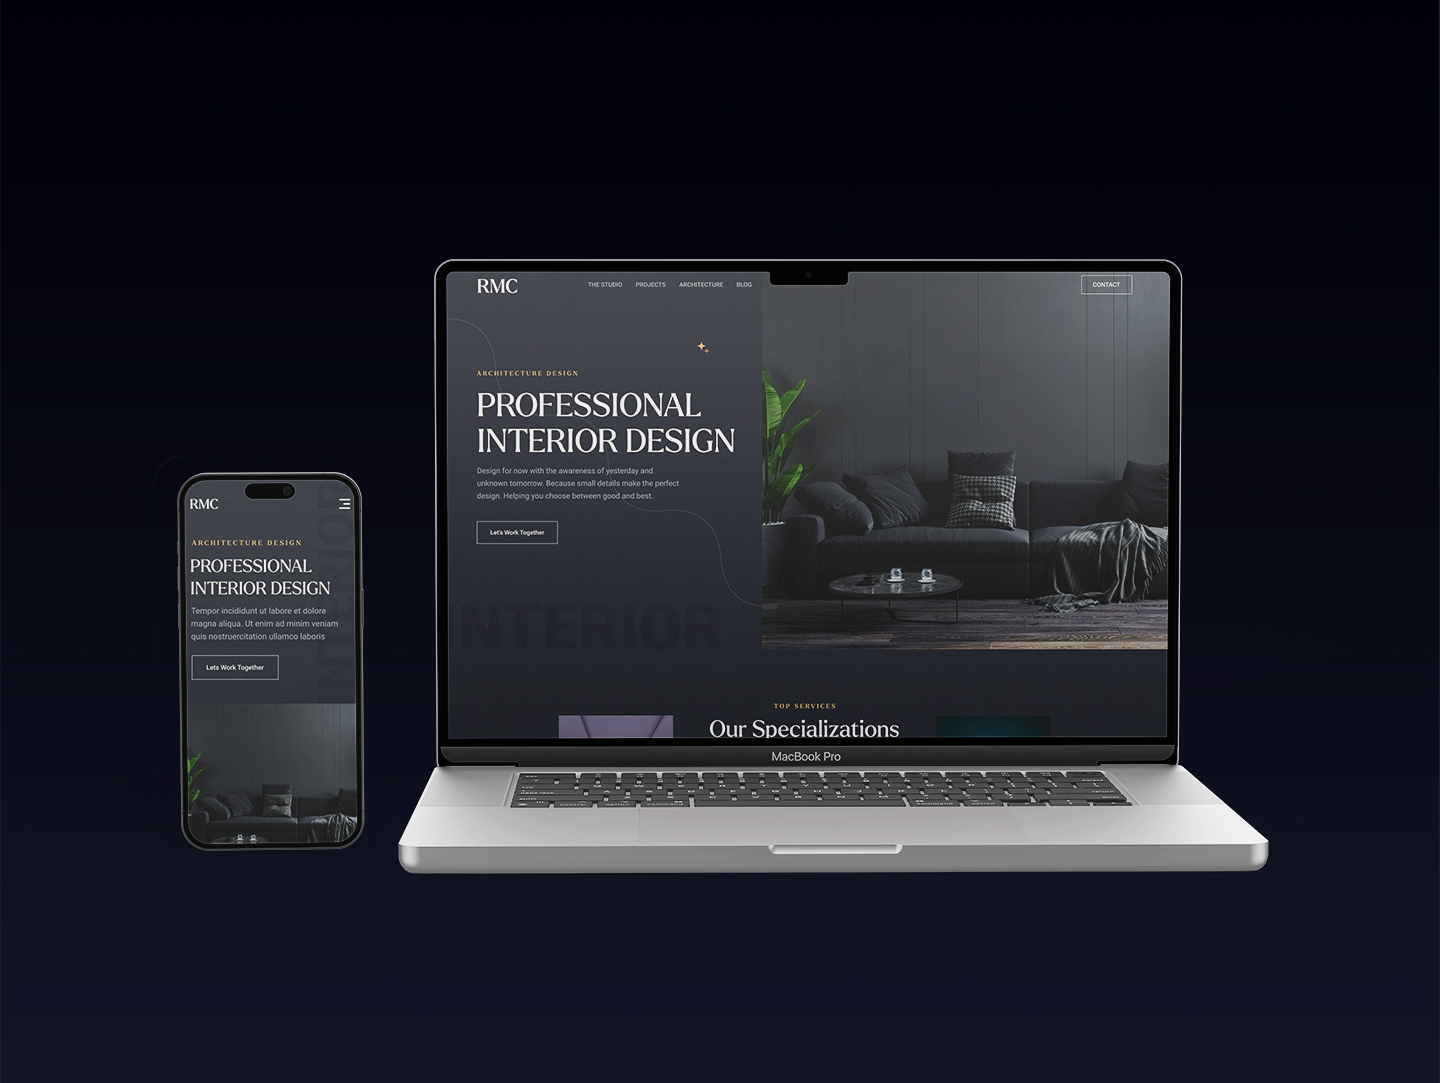 RMC
THE STUDIO PROJECTS ARCHITECTURE BLOG
CONTACT
ARCHITECTURE DESIGN
PROFESSIONAL
INTERIOR DESIGN
Design for now with the awareness of yesterday and
unknown tomorrow. Because small details make the perfect
design. Helping you choose between good and best.
Let's Work Together
INTERIOR
TOP SERVICES
Our Specializations
MacBook Pro
RMC
ARCHITECTURE DESIGN
PROFESSIONAL
INTERIOR DESIGN
Tempor incididunt ut labore et dolore
magna aliqua. Ut enim ad minim veniam
quis nostruercitation ullamco laboris
Lets Work Together
INTERIOR